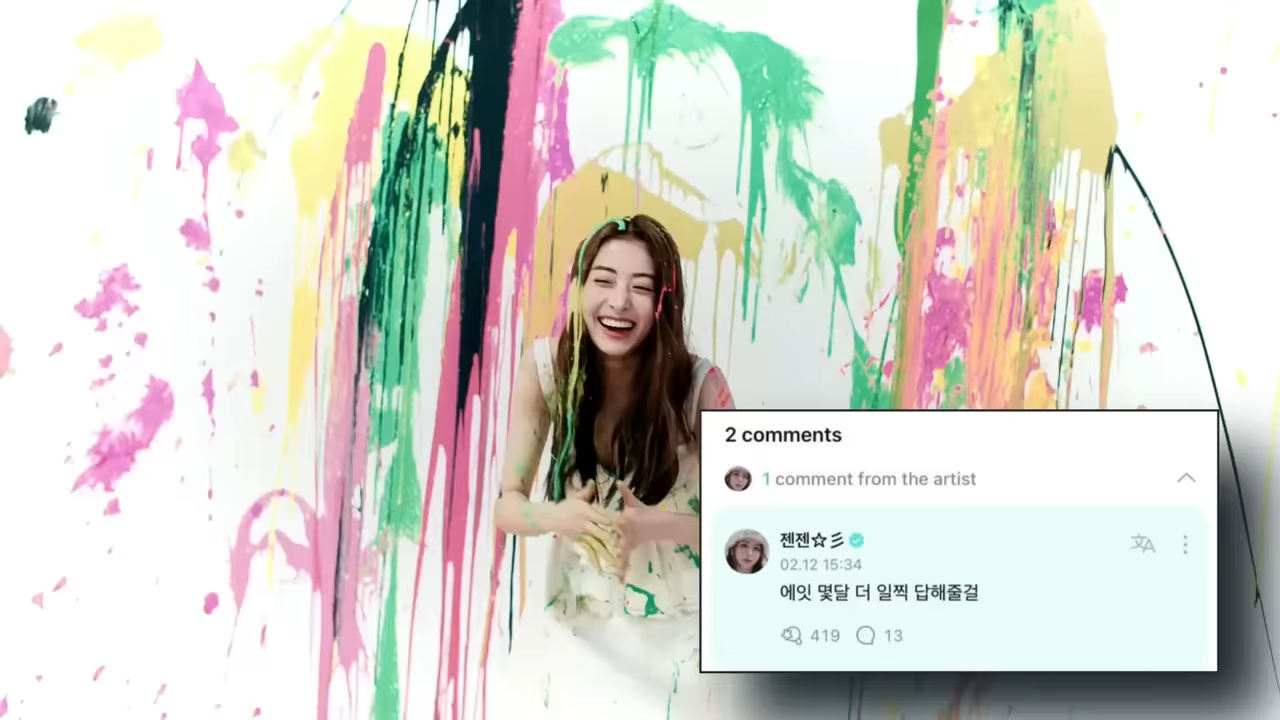 2 comments
1 comment from the artist
젠젠☆彡
02.12 15:34
에잇 몇달 더 일찍 답해줄걸
419 13